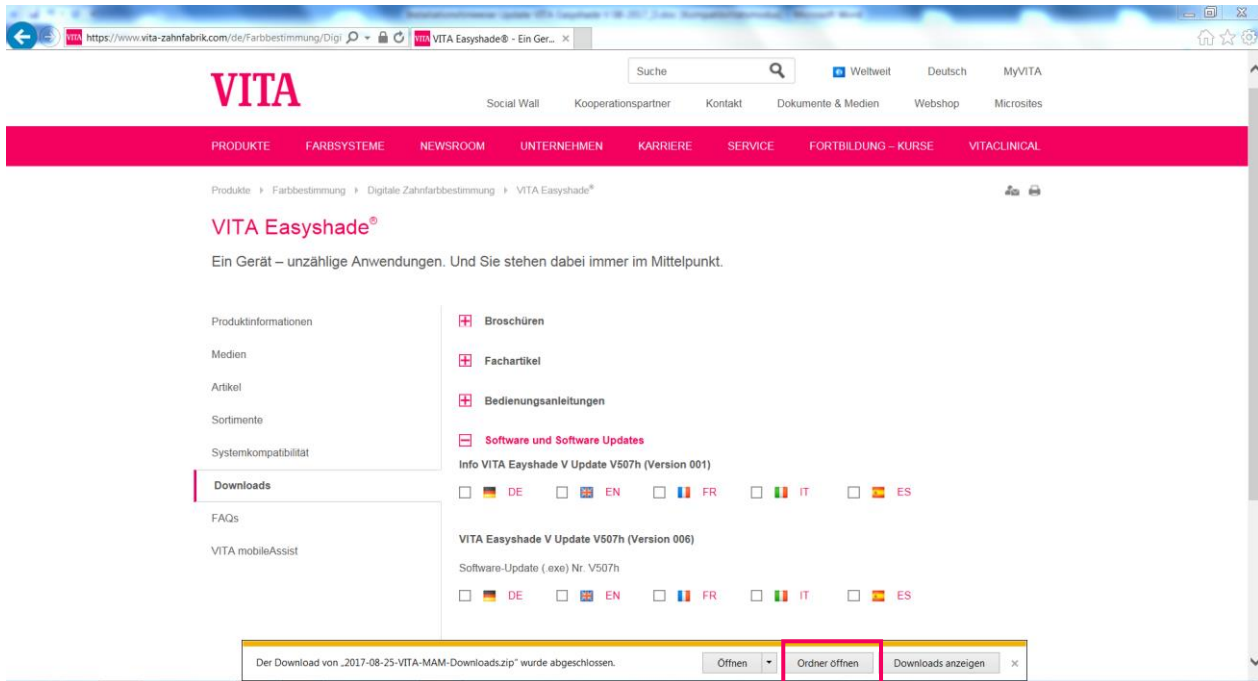 https://www.vita-zahnfabrik.com/de/Farbbestimmung/Digi
VITA Easyshade® - Ein Ger...
VITA
Suche
Weltweit
Deutsch
MyVITA
Social Wall
Kooperationspartner
Kontakt
Dokumente & Medien
Webshop
Microsites
PRODUKTE
FARBSYSTEME
NEWSROOM
UNTERNEHMEN
KARRIERE
SERVICE
FORTBILDUNG – KURSE
VITACLINICAL
Produkte
Farbbestimmung
Digitale Zahnfarbbestimmung
VITA Easyshade®
VITA Easyshade®
Ein Gerät – unzählige Anwendungen. Und Sie stehen dabei immer im Mittelpunkt.
Produktinformationen
Medien
Artikel
Sortimente
Systemkompatibilität
Downloads
FAQs
VITA mobileAssist
Broschüren
Fachartikel
Bedienungsanleitungen
Software und Software Updates
Info VITA Eayshade V Update V507h (Version 001)
DE
EN
FR
IT
ES
VITA Easyshade V Update V507h (Version 006)
Software-Update (.exe) Nr. V507h
DE
EN
FR
IT
ES
Der Download von „2017-08-25-VITA-MAM-Downloads.zip" wurde abgeschlossen.
Öffnen
Ordner öffnen
Downloads anzeigen